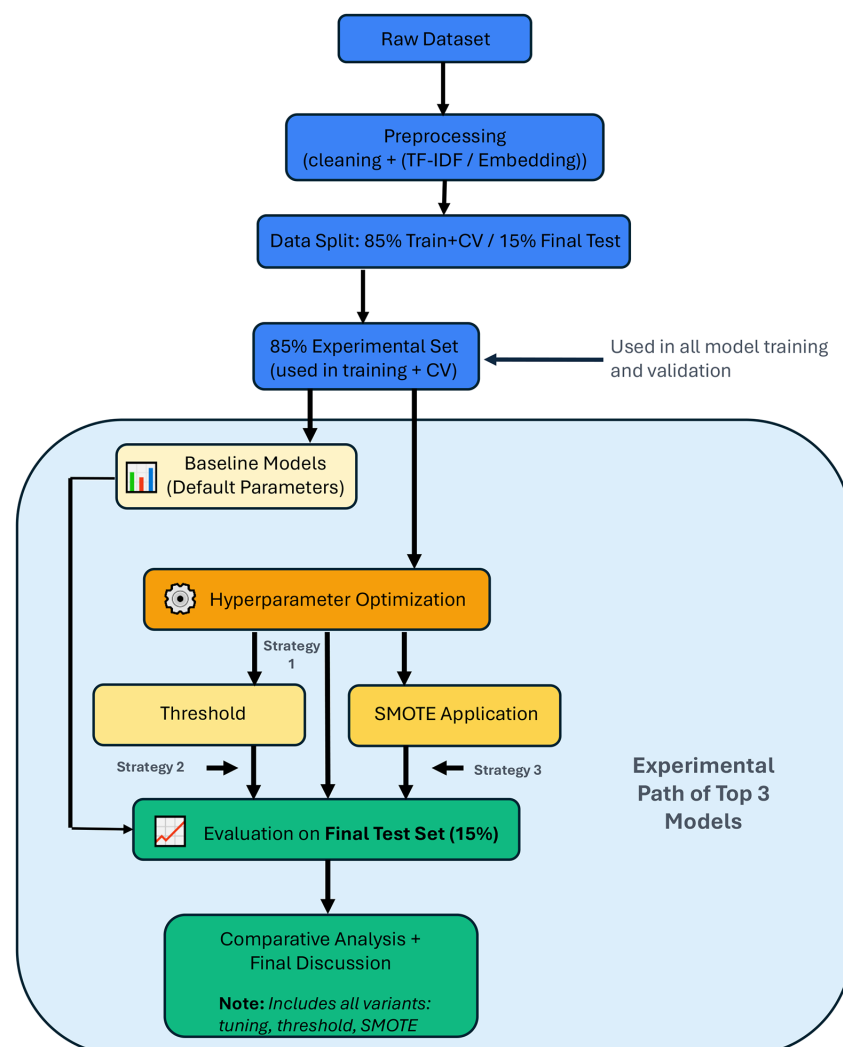 Raw Dataset
Preprocessing
(cleaning + (TF-IDF / Embedding))
Data Split: 85% Train+CV / 15% Final Test
85% Experimental Set
(used in training + CV)
Used in all model training
and validation
Baseline Models
(Default Parameters)
Hyperparameter Optimization
Strategy
1
Threshold
SMOTE Application
Strategy 2
Strategy 3
Experimental
Path of Top 3
Models
Evaluation on Final Test Set (15%)
Comparative Analysis +
Final Discussion
Note: Includes all variants:
tuning, threshold, SMOTE